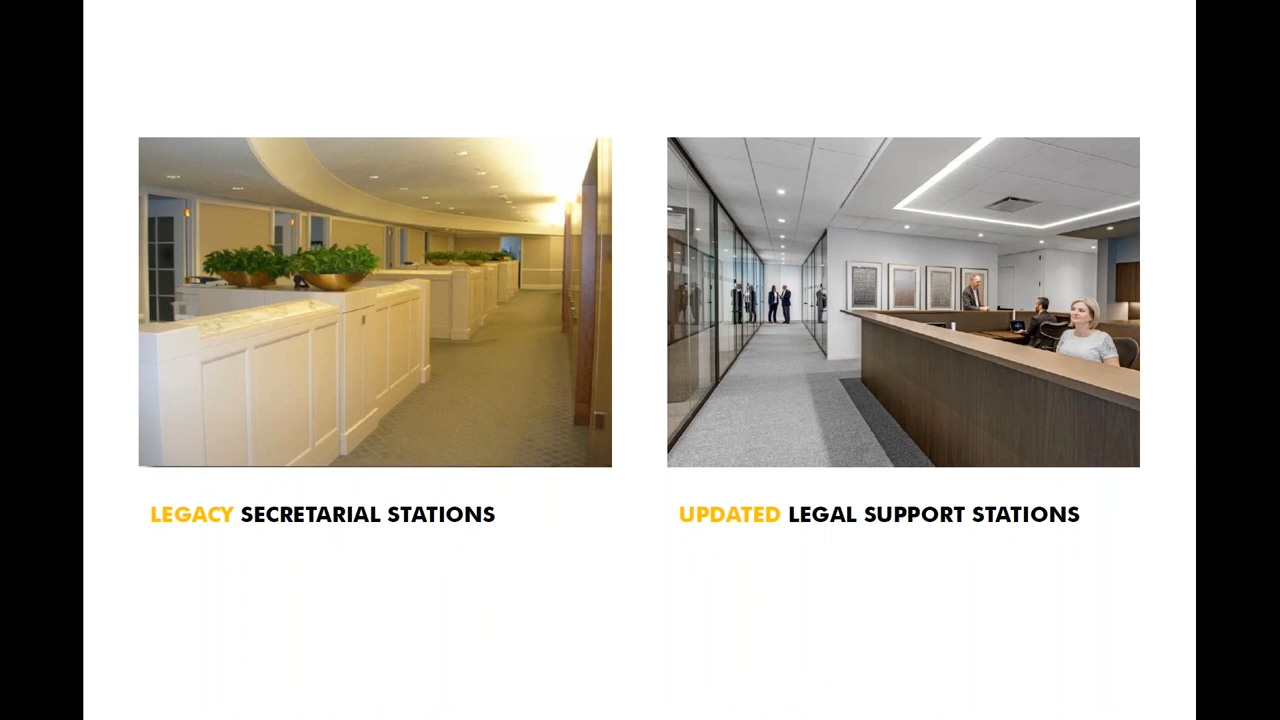 LEGACY SECRETARIAL STATIONS
UPDATED LEGAL SUPPORT STATIONS